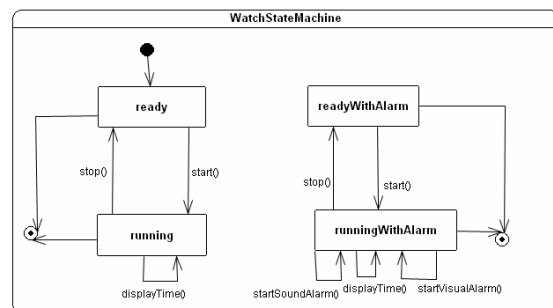 WatchStateMachine
ready
readyWithAlarm
stop()
start()
stop()
start()
running
runningWithAlarm
displayTime()
startSoundAlarm()
displayTime()
startVisualAlarm()